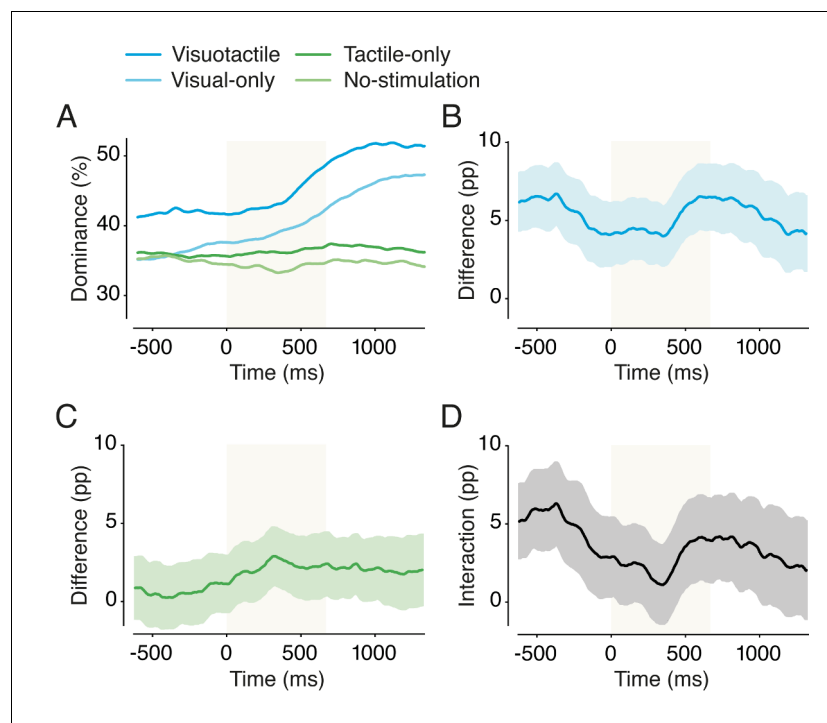 Visuotactile
Tactile-only
Visual-only
No-stimulation
A
Dominance (%)
50
40
30
-500
0
500
1000
Time (ms)
B
Difference (pp)
10
5
0
-500
0
500
1000
Time (ms)
C
Difference (pp)
10
5
0
-500
0
500
1000
Time (ms)
D
Interaction (pp)
10
5
0
-500
0
500
1000
Time (ms)